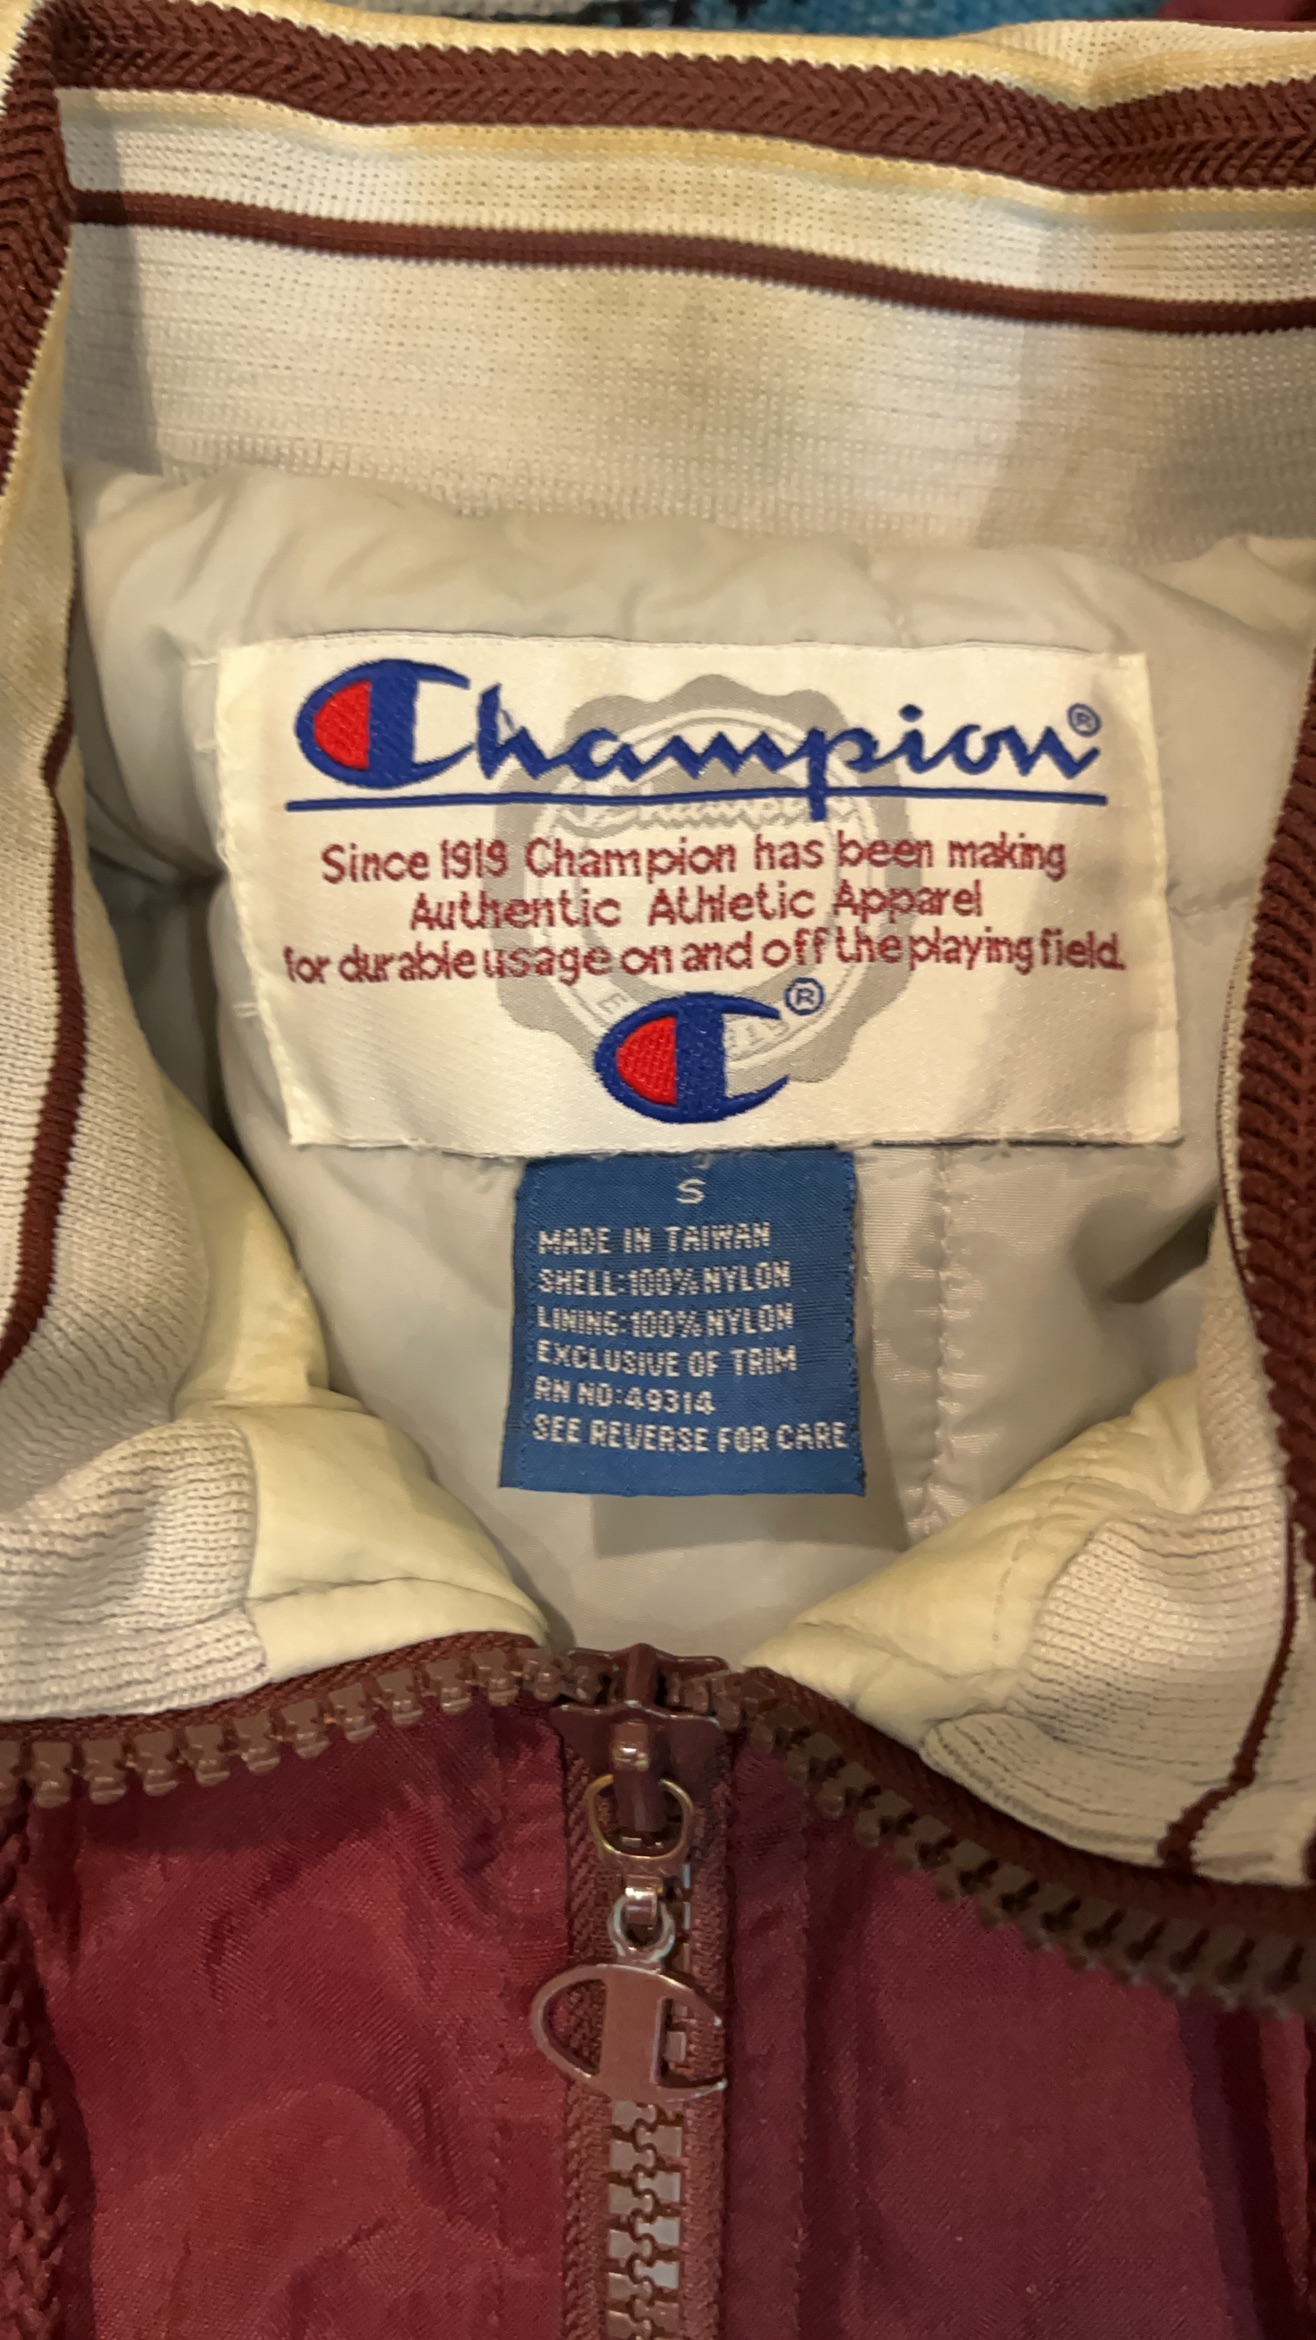 Champion®
Since 1919 Champion has been making
Authentic Athletic Apparel
for durable usage on and off the playing field.
®
S
MADE IN TAIWAN
SHELL:100% NYLON
LINING:100% NYLON
EXCLUSIVE OF TRIM
RN NO:49314
SEE REVERSE FOR CARE